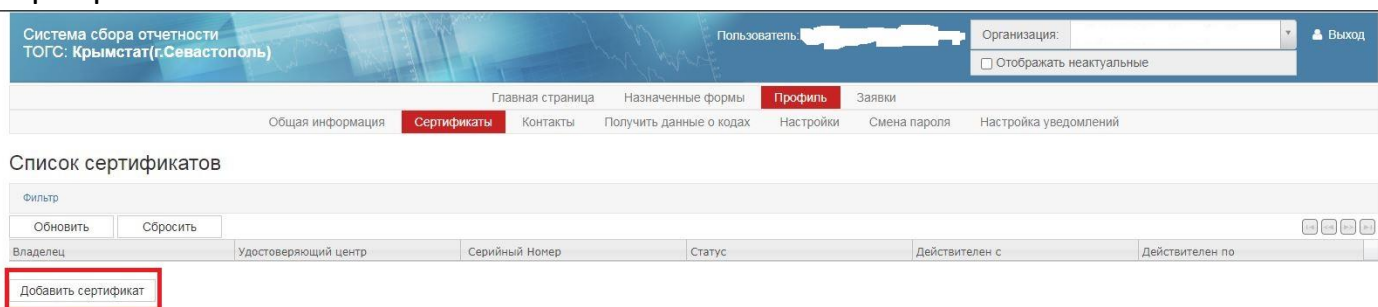 Система сбора отчетности
ТОГС: Крымстат(г.Севастополь)
Пользователь:
Организация:
Отображать неактуальные
Выход
Главная страница Назначенные формы Профиль Заявки
Общая информация Сертификаты Контакты Получить данные о кодах Настройки Смена пароля Настройка уведомлений
Список сертификатов
Фильтр
Обновить Сбросить
Владелец Удостоверяющий центр Серийный Номер Статус Действителен с Действителен по
Добавить сертификат